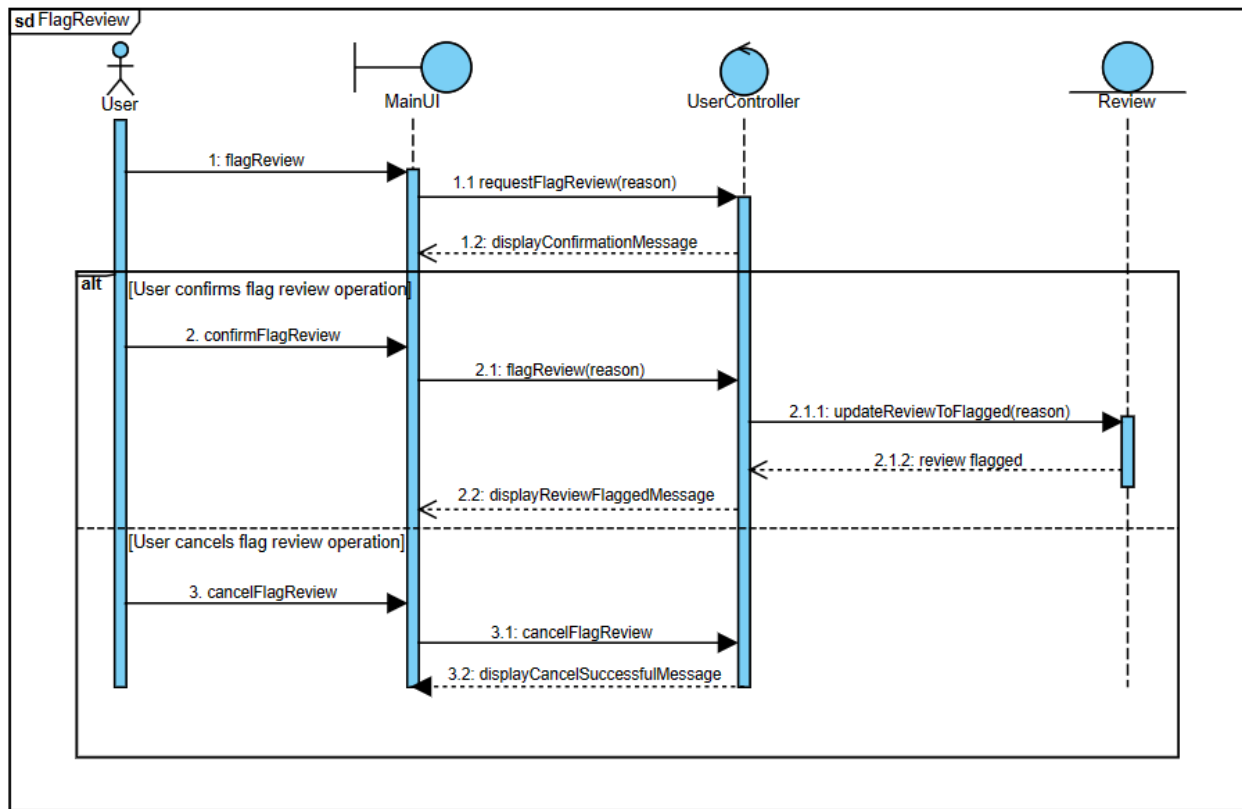 sd FlagReview
User
MainUI
UserController
Review
1: flagReview
1.1 requestFlagReview(reason)
1.2: displayConfirmationMessage
alt
[User confirms flag review operation]
2. confirmFlagReview
2.1: flagReview(reason)
2.1.1: updateReviewToFlagged(reason)
2.1.2: review flagged
2.2: displayReviewFlaggedMessage
[User cancels flag review operation]
3. cancelFlagReview
3.1: cancelFlagReview
3.2: displayCancelSuccessfulMessage